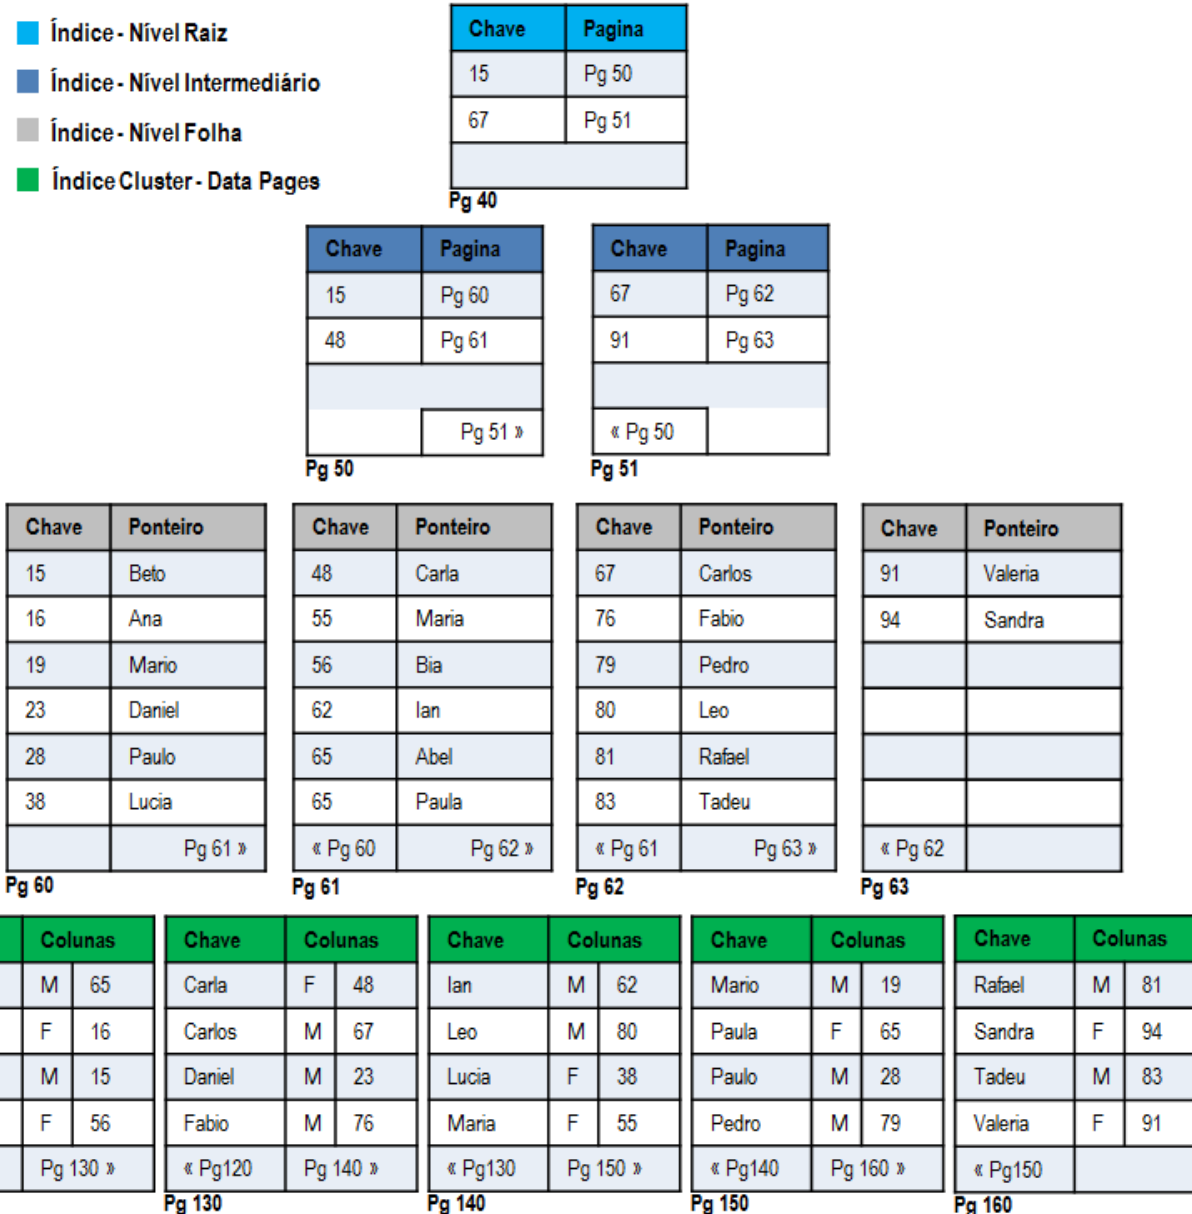 Índice - Nível Raiz
Índice - Nível Intermediário
Índice - Nível Folha
Índice Cluster - Data Pages
Chave Pagina
15 Pg 50
67 Pg 51
Pg 40
Chave Pagina
15 Pg 60
48 Pg 61
Pg 51 »
Pg 50
Chave Pagina
67 Pg 62
91 Pg 63
« Pg 50
Pg 51
Chave Ponteiro
15 Beto
16 Ana
19 Mario
23 Daniel
28 Paulo
38 Lucia
Pg 61 »
Pg 60
Chave Ponteiro
48 Carla
55 Maria
56 Bia
62 Ian
65 Abel
65 Paula
« Pg 60 Pg 62 »
Pg 61
Chave Ponteiro
67 Carlos
76 Fabio
79 Pedro
80 Leo
81 Rafael
83 Tadeu
« Pg 61 Pg 63 »
Pg 62
Chave Ponteiro
91 Valeria
94 Sandra
« Pg 62
Pg 63
Colunas
M 65
F 16
M 15
F 56
Pg 130 »
Chave Colunas
Carla F 48
Carlos M 67
Daniel M 23
Fabio M 76
« Pg120 Pg 140 »
Pg 130
Chave Colunas
Ian M 62
Leo M 80
Lucia F 38
Maria F 55
« Pg130 Pg 150 »
Pg 140
Chave Colunas
Mario M 19
Paula F 65
Paulo M 28
Pedro M 79
« Pg140 Pg 160 »
Pg 150
Chave Colunas
Rafael M 81
Sandra F 94
Tadeu M 83
Valeria F 91
« Pg150
Pg 160